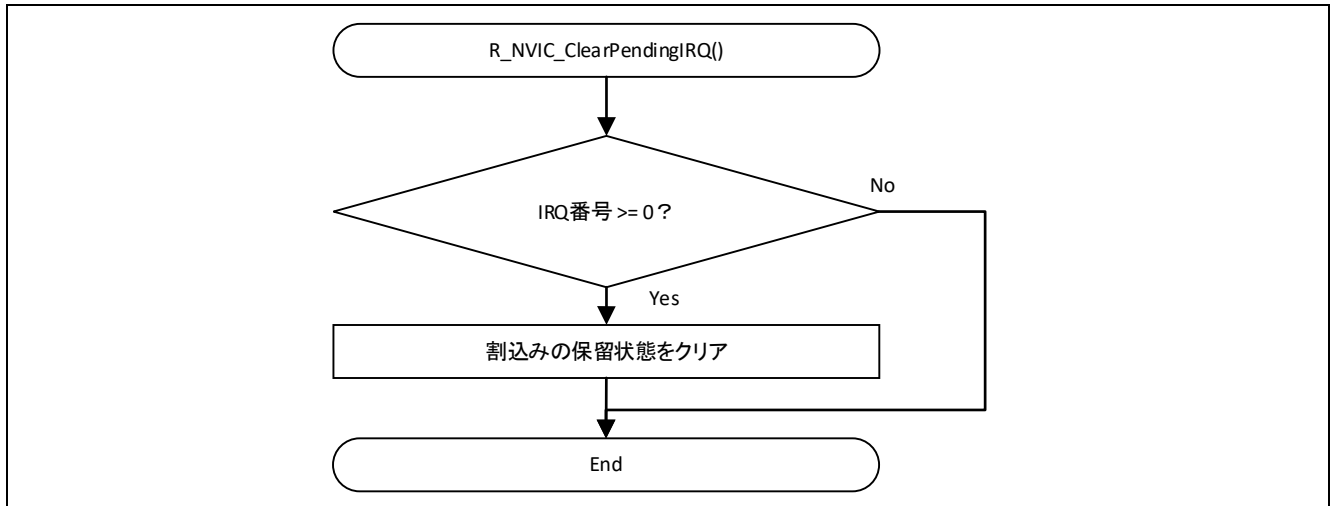 R_NVIC_ClearPendingIRQ()
IRQ番号 >= 0？
No
Yes
割込みの保留状態をクリア
End